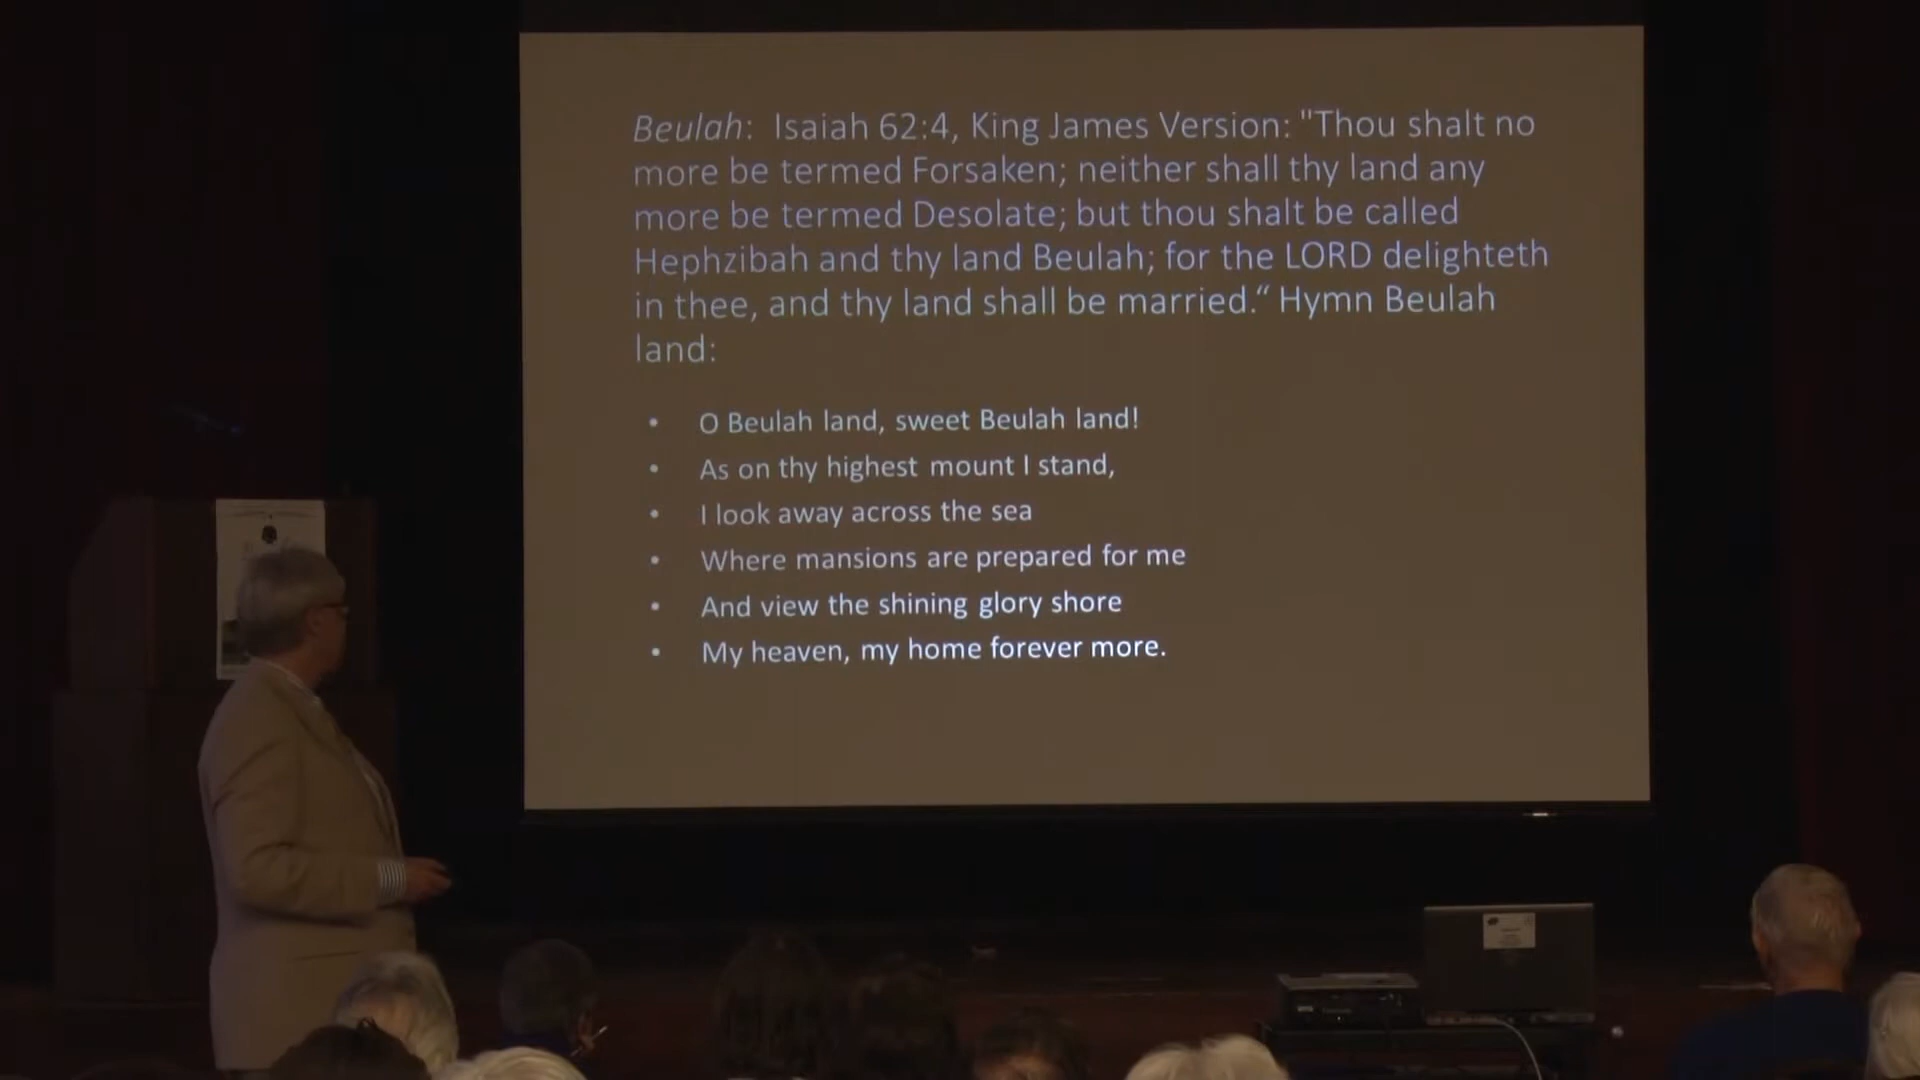 Beulah: Isaiah 62:4, King James Version: "Thou shalt no
more be termed Forsaken; neither shall thy land any
more be termed Desolate; but thou shalt be called
Hephzibah and thy land Beulah; for the LORD delighteth
in thee, and thy land shall be married.“ Hymn Beulah
land:
• O Beulah land, sweet Beulah land!
• As on thy highest mount I stand,
• I look away across the sea
• Where mansions are prepared for me
• And view the shining glory shore
• My heaven, my home forever more.